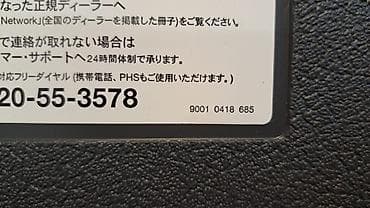 なった正規ディーラーへ
Network」(全国のディーラーを掲載した冊子)をご覧ください。
で連絡が取れない場合は
マー・サポートへ24時間体制で承ります。
対応フリーダイヤル(携帯電話、PHSもご使用いただけます。)
20-55-3578
9001 0418 685